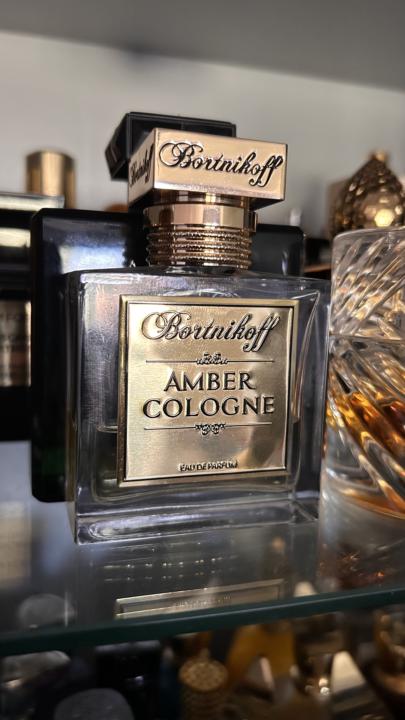 Bortnikoff
Bortnikoff
AMBER
COLOGNE
EAU DE PARFUM